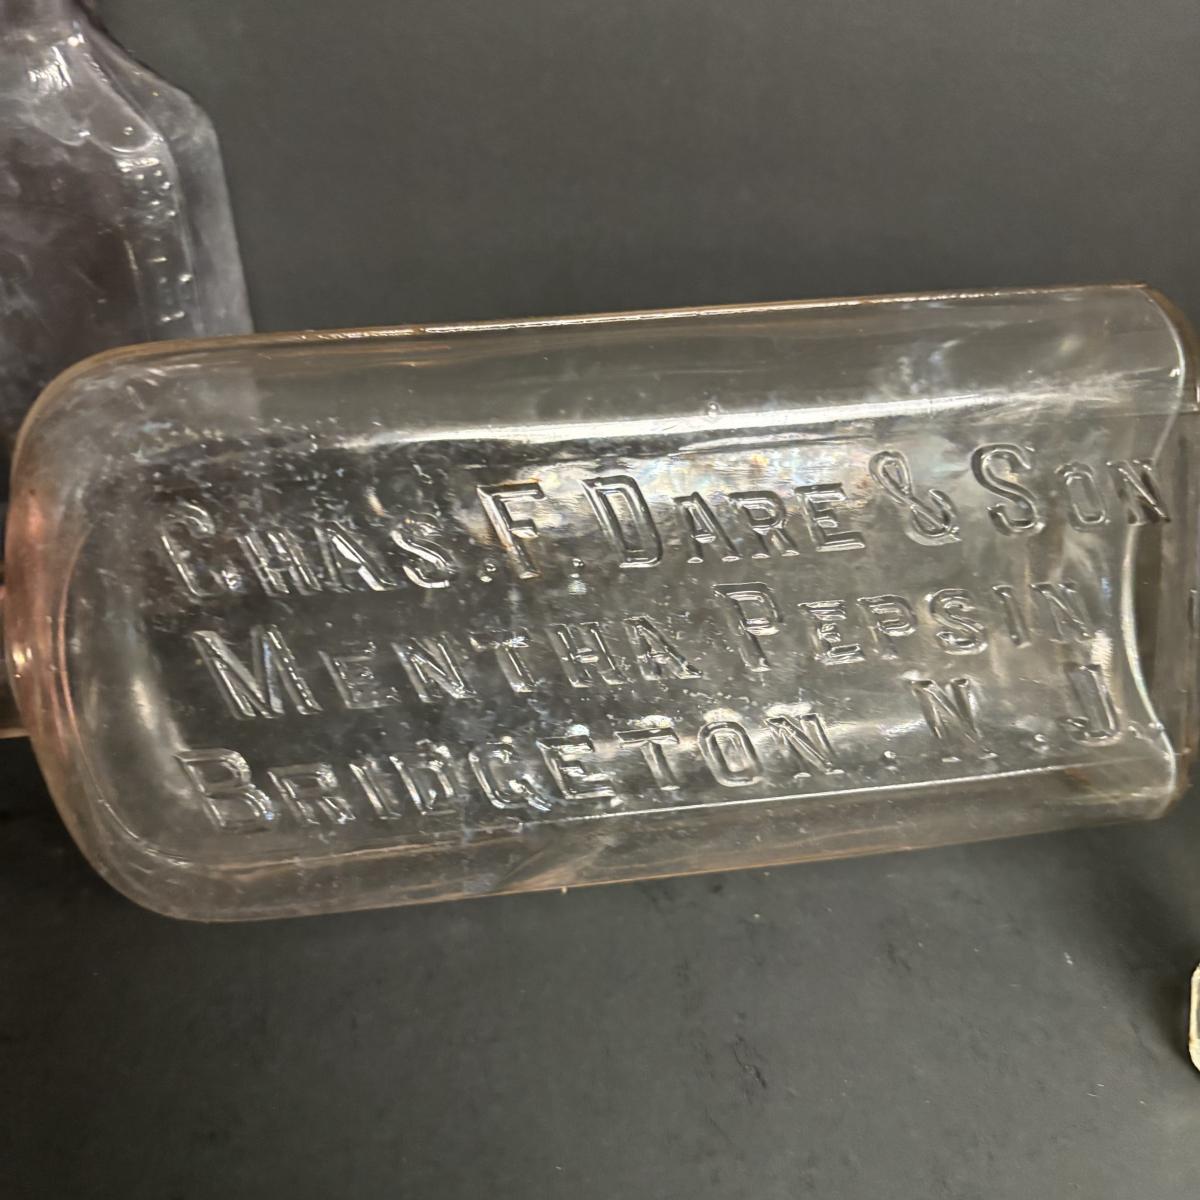 CHAS. F. DARE & SON
MENTHA PEPSIN
BRIDGETON. N. J.